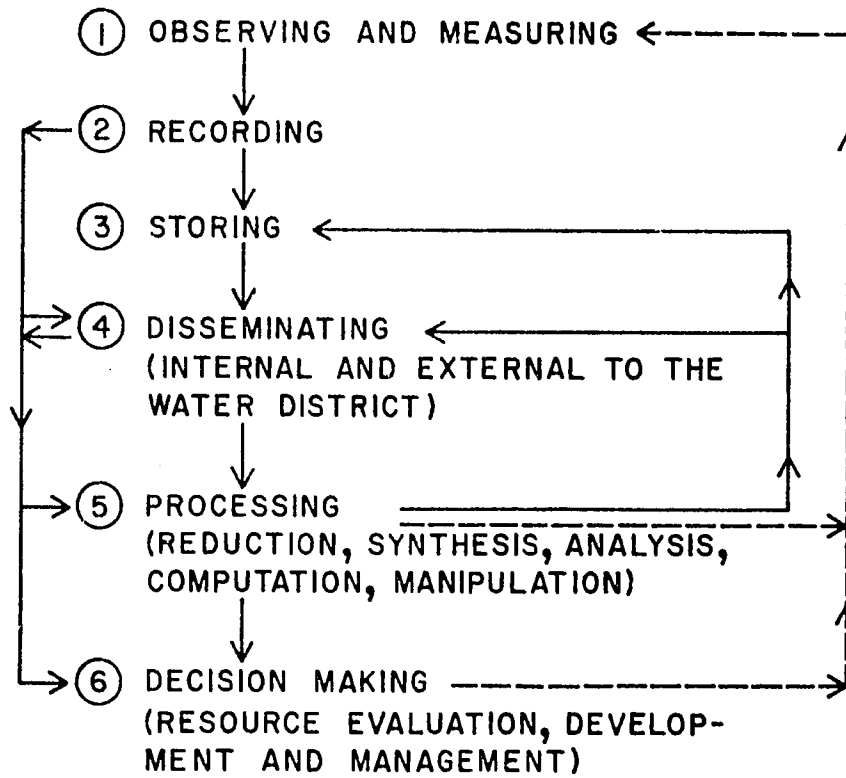 1 OBSERVING AND MEASURING
2 RECORDING
3 STORING
4 DISSEMINATING
(INTERNAL AND EXTERNAL TO THE
WATER DISTRICT)
5 PROCESSING
(REDUCTION, SYNTHESIS, ANALYSIS,
COMPUTATION, MANIPULATION)
6 DECISION MAKING
(RESOURCE EVALUATION, DEVELOP-
MENT AND MANAGEMENT)